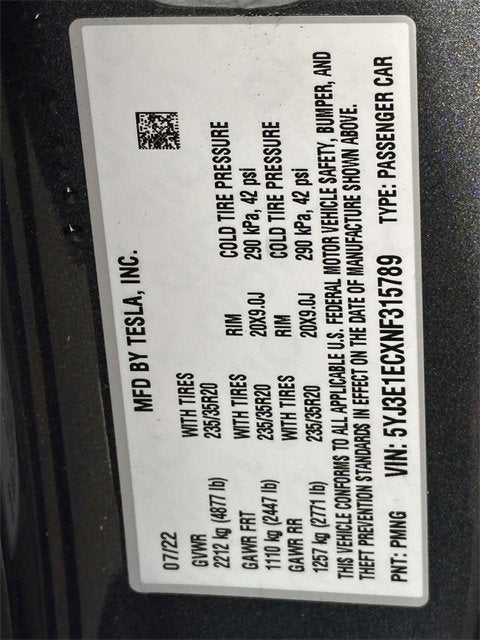 MFD BY TESLA, INC.
07/22
GVWR WITH TIRES RIM COLD TIRE PRESSURE
2212 kg (4877 lb) 235/35R20 20X9.0J 290 kPa, 42 psi
GAWR FRT WITH TIRES RIM COLD TIRE PRESSURE
1110 kg (2447 lb) 235/35R20 20X9.0J 290 kPa, 42 psi
GAWR RR WITH TIRES
1257 kg (2771 lb) 235/35R20
THIS VEHICLE CONFORMS TO ALL APPLICABLE U.S. FEDERAL MOTOR VEHICLE SAFETY, BUMPER, AND
THEFT PREVENTION STANDARDS IN EFFECT ON THE DATE OF MANUFACTURE SHOWN ABOVE.
PNT: PMNG VIN: 5YJ3E1ECXNF315789 TYPE: PASSENGER CAR